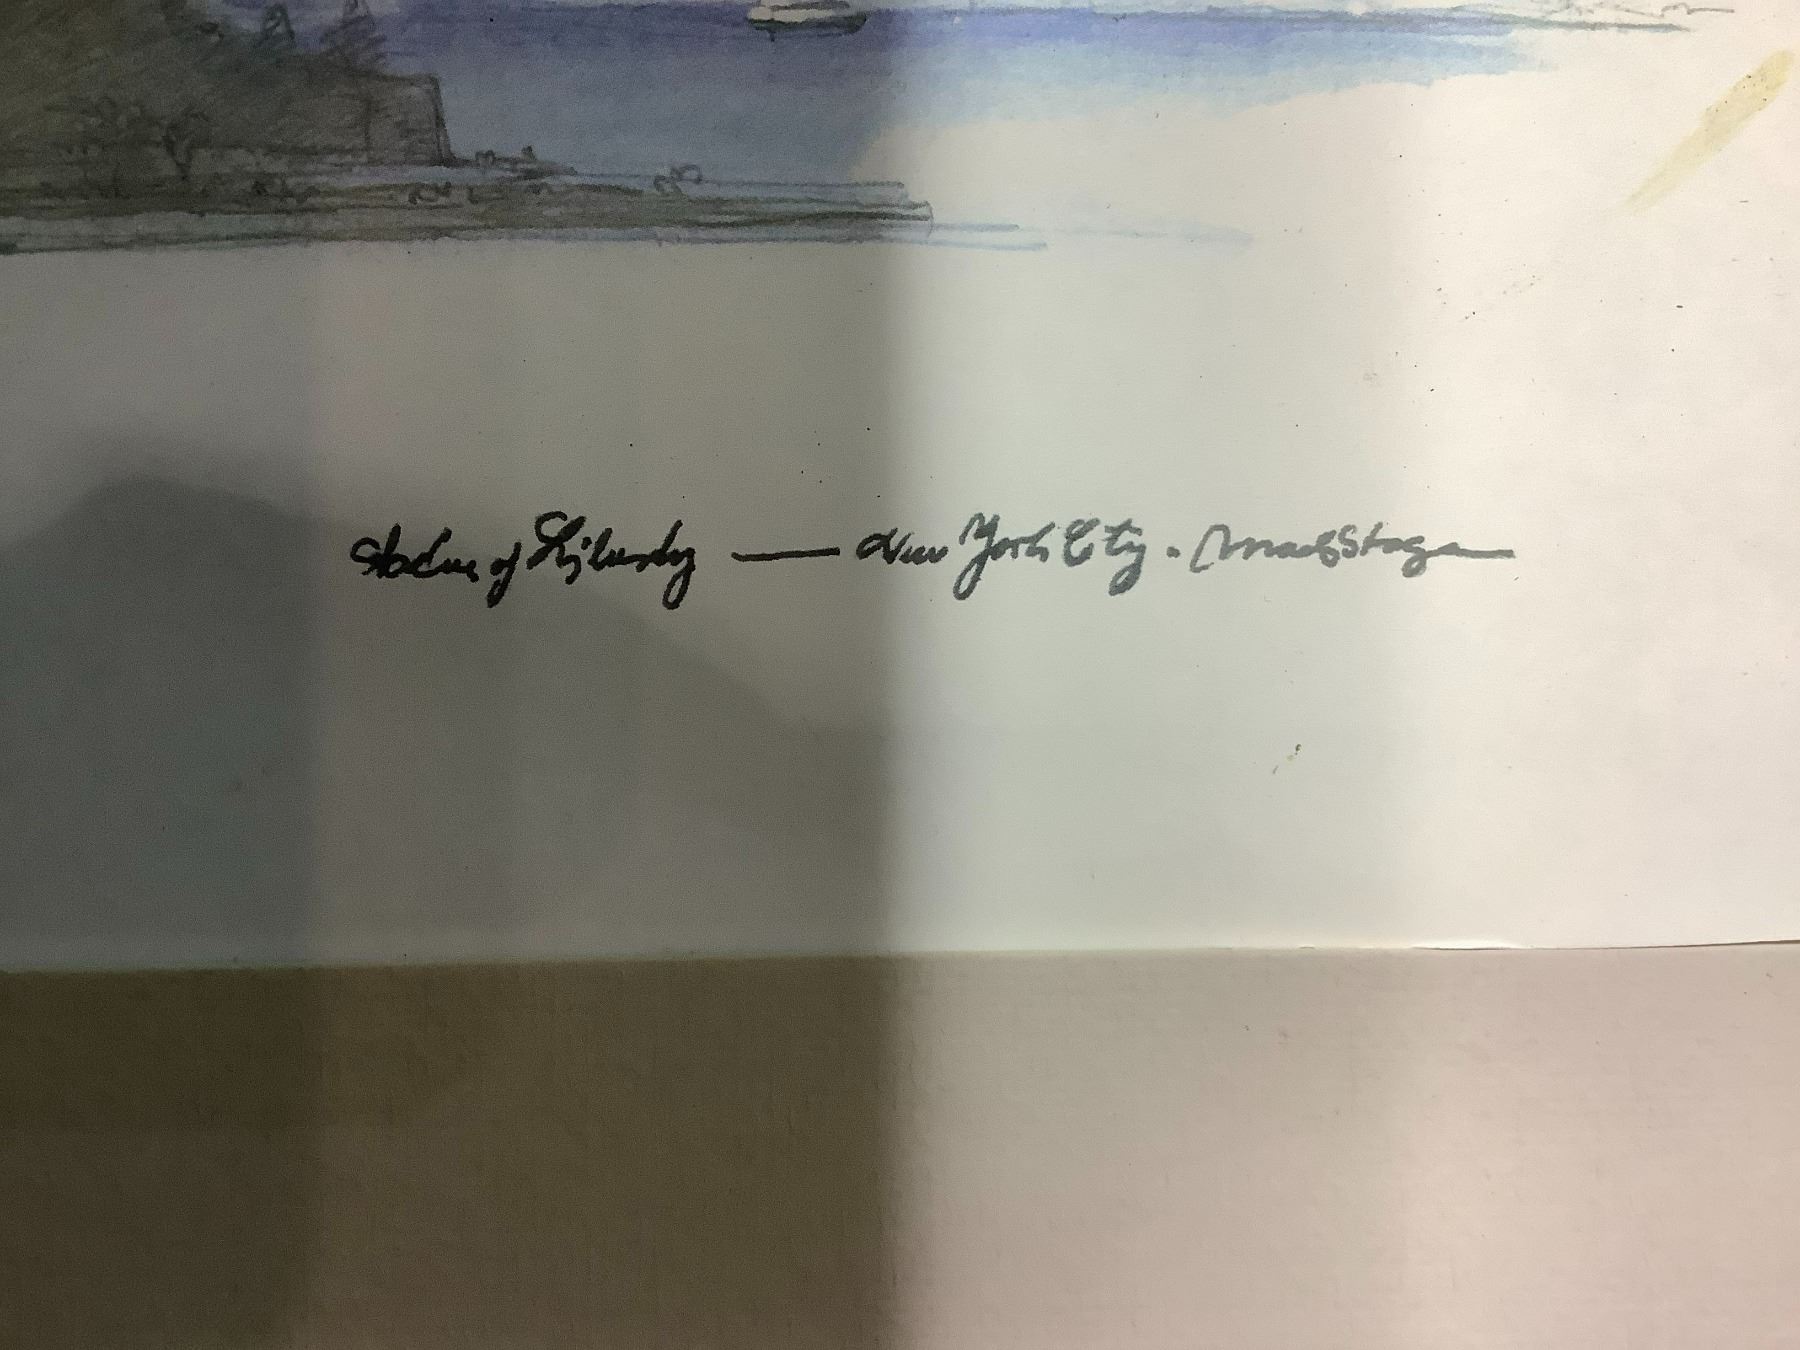 Statue of Liberty — New York City.